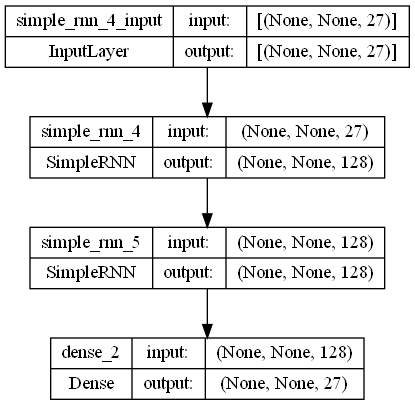 simple_rnn_4_input input: [(None, None, 27)]
InputLayer output: [(None, None, 27)]
simple_rnn_4 input: (None, None, 27)
SimpleRNN output: (None, None, 128)
simple_rnn_5 input: (None, None, 128)
SimpleRNN output: (None, None, 128)
dense_2 input: (None, None, 128)
Dense output: (None, None, 27)